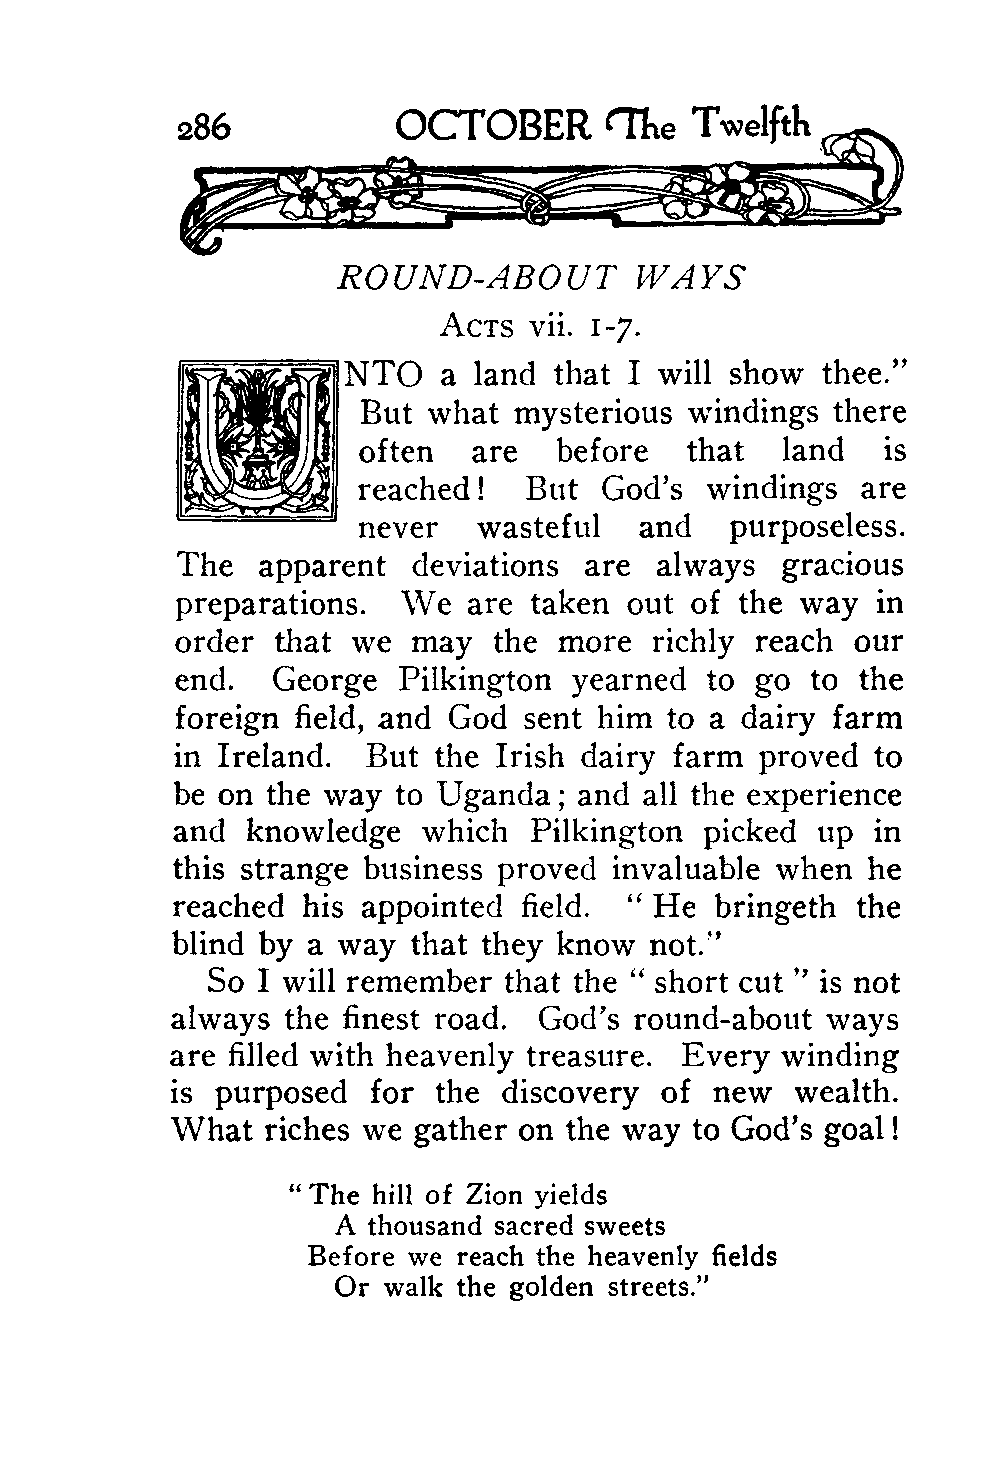 286 OCTOBER The Twelfth
ROUND-ABOUT WAYS
ACTS vii. 1-7.
UNTO a land that I will show thee.”
But what mysterious windings there
often are before that land is
reached! But God’s windings are
never wasteful and purposeless.
The apparent deviations are always gracious
preparations. We are taken out of the way in
order that we may the more richly reach our
end. George Pilkington yearned to go to the
foreign field, and God sent him to a dairy farm
in Ireland. But the Irish dairy farm proved to
be on the way to Uganda; and all the experience
and knowledge which Pilkington picked up in
this strange business proved invaluable when he
reached his appointed field. “He bringeth the
blind by a way that they know not.”
So I will remember that the “short cut” is not
always the finest road. God’s round-about ways
are filled with heavenly treasure. Every winding
is purposed for the discovery of new wealth.
What riches we gather on the way to God’s goal!
“The hill of Zion yields
A thousand sacred sweets
Before we reach the heavenly fields
Or walk the golden streets.”